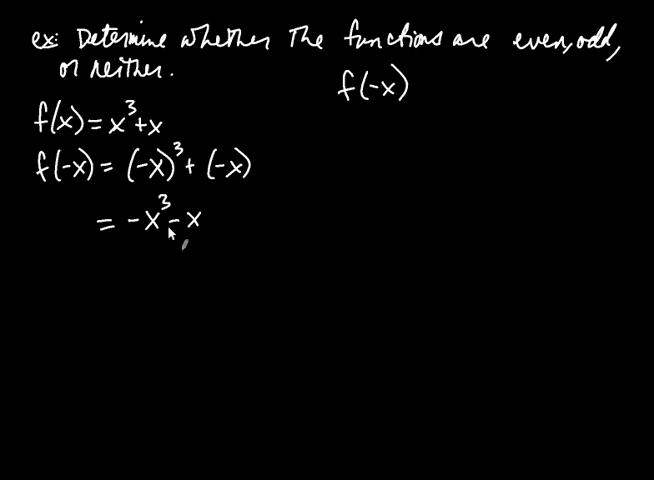 ex: Determine whether the functions are even, odd,
or neither.
f(-x)
f(x) = x³+x
f(-x) = (-x)³ + (-x)
= -x³ - x